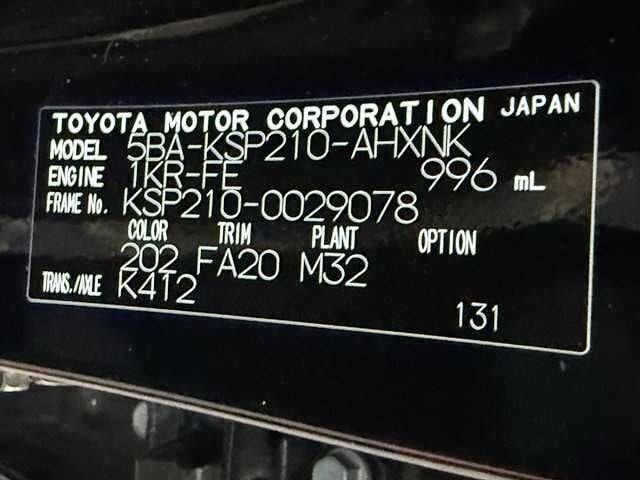 TOYOTA MOTOR CORPORATION JAPAN
MODEL 5BA-KSP210-AHXNK
ENGINE 1KR-FE 996 mL
FRAME No. KSP210-0029078
COLOR TRIM PLANT OPTION
202 FA20 M32
TRANS./AXLE K412
131